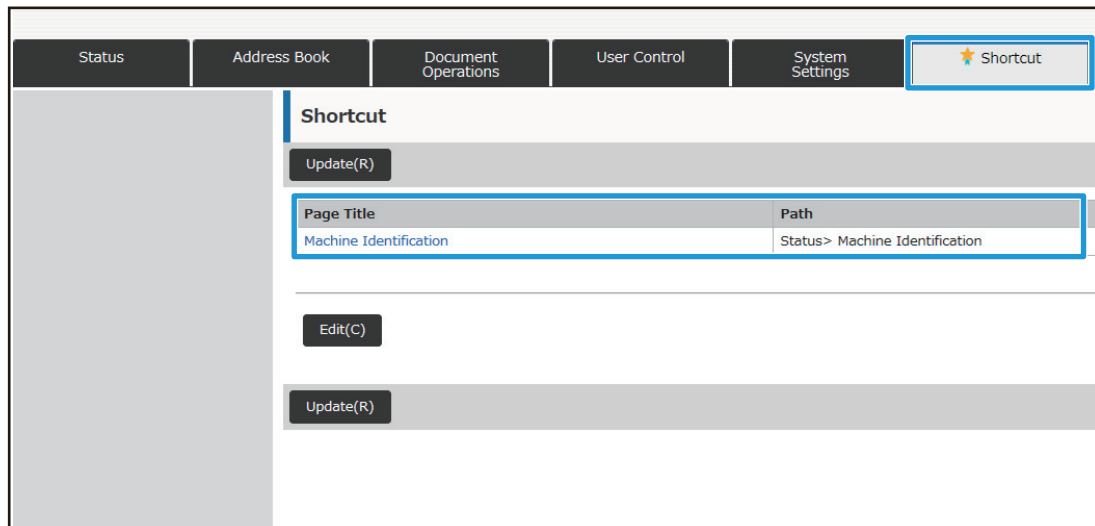 Status
Address Book
Document
Operations
User Control
System
Settings
Shortcut
Shortcut
Update(R)
Page Title Path
Machine Identification Status> Machine Identification
Edit(C)
Update(R)